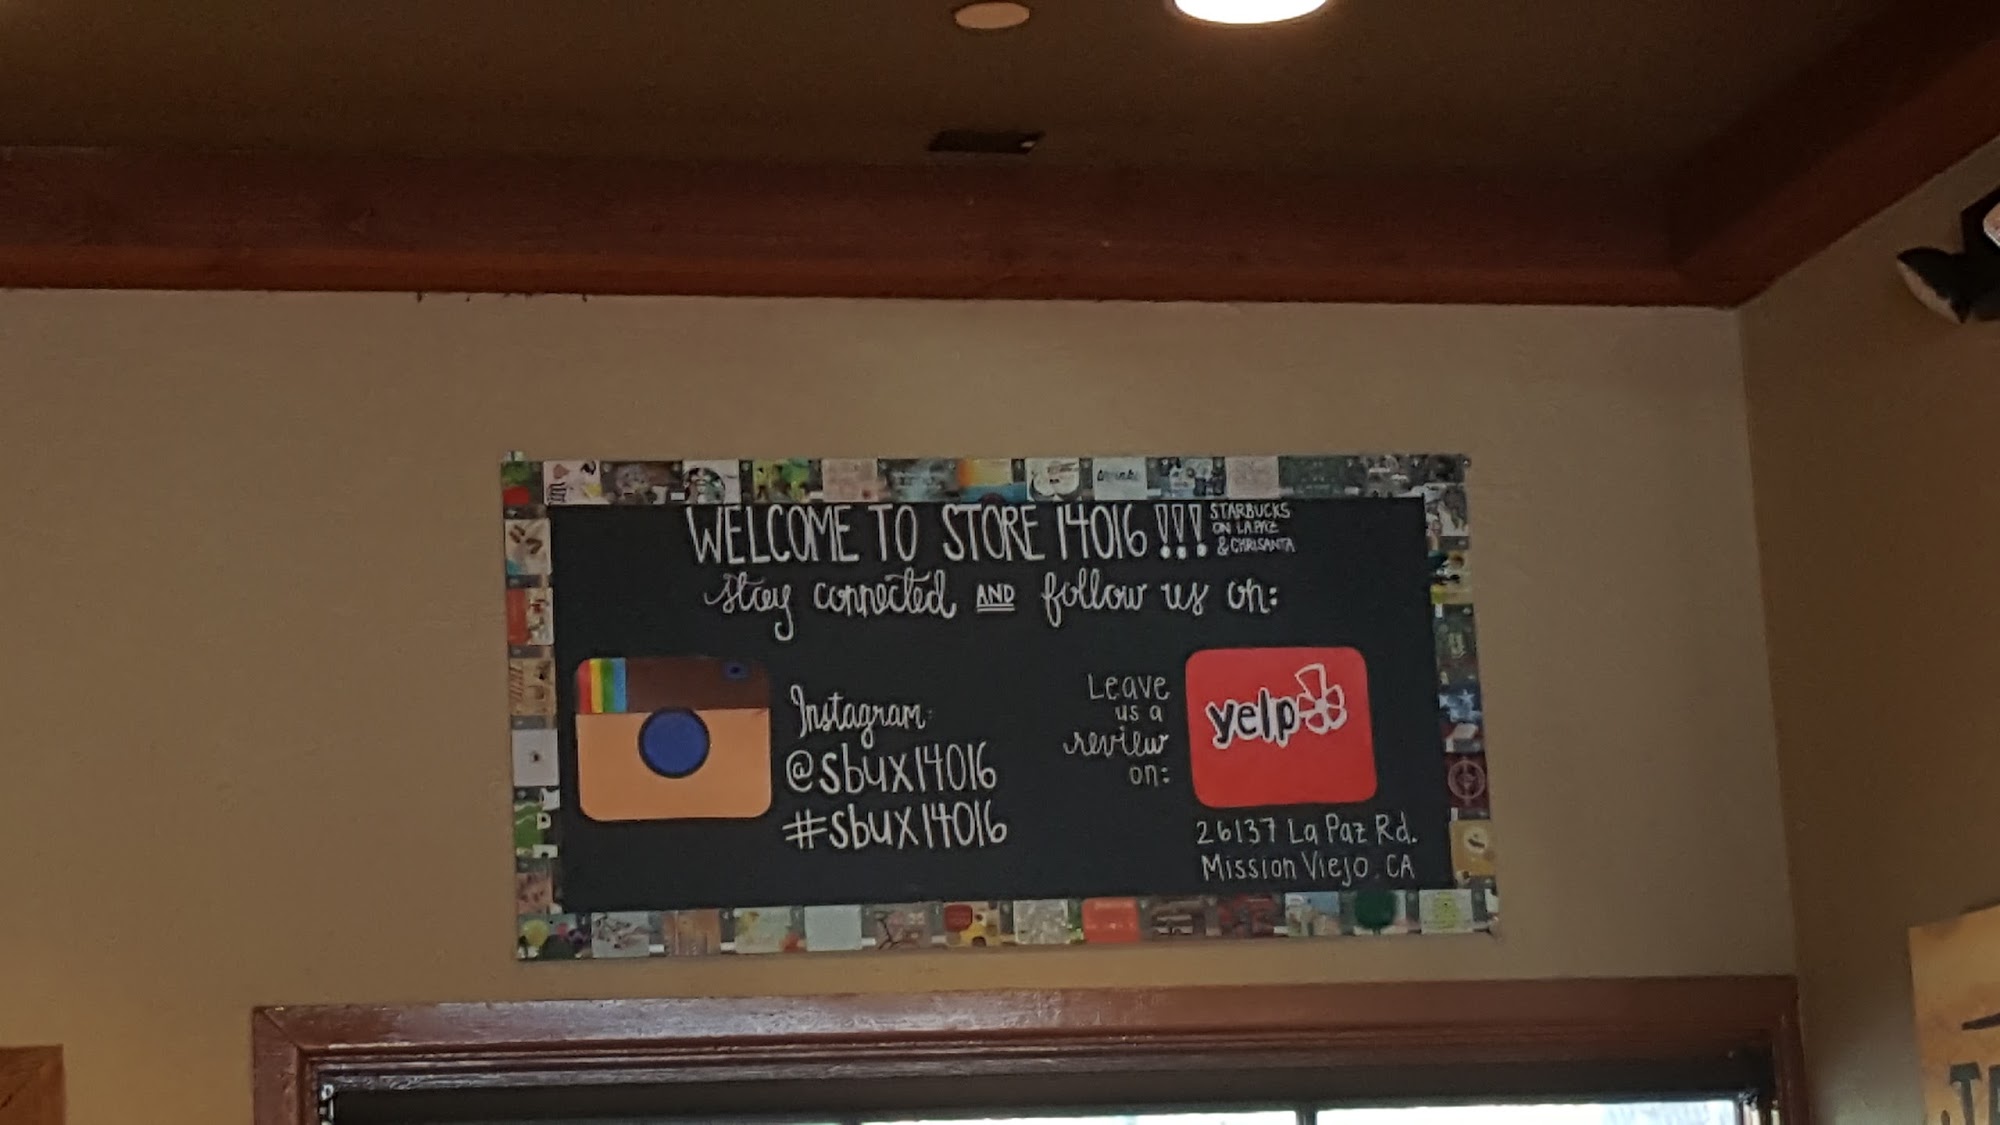 WELCOME TO STORE 14016 !!!
STARBUCKS
ON LA PAZ
& CHRISANTA
stay connected AND follow us on:
Instagram:
@sbux14016
#sbux14016
Leave
us a
review
on:
yelp
26137 La Paz Rd.
Mission Viejo, CA